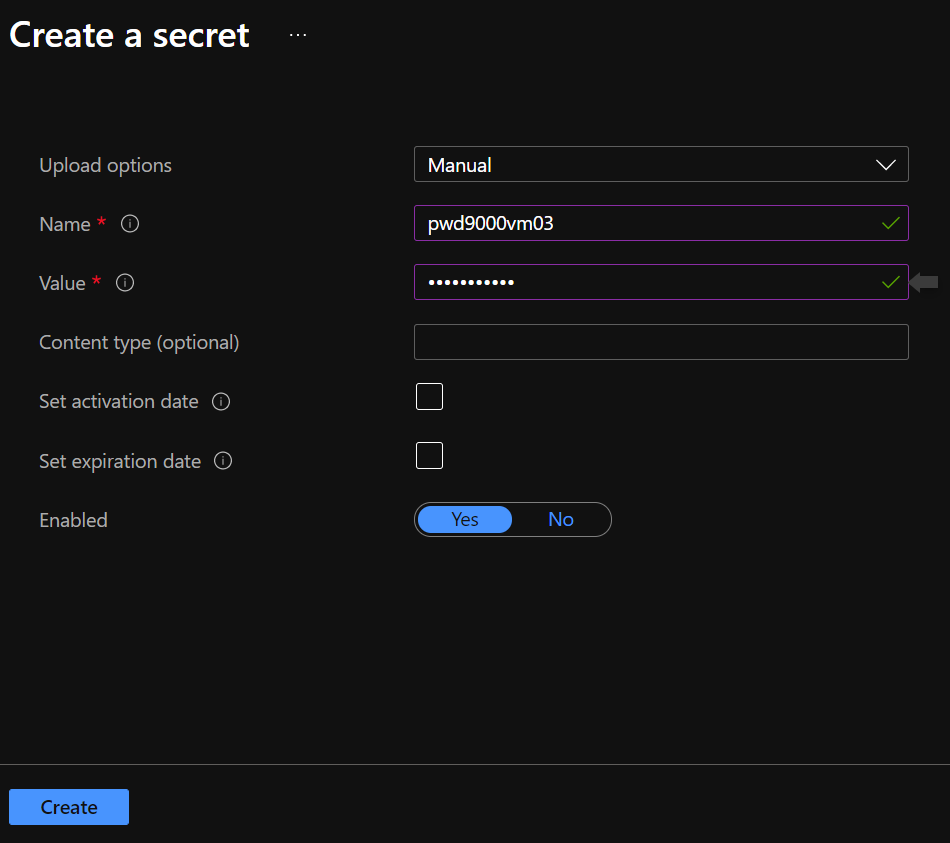 Create a secret ...
Upload options Manual
Name * pwd9000vm03
Value * •••••••••••
Content type (optional)
Set activation date
Set expiration date
Enabled Yes No
Create